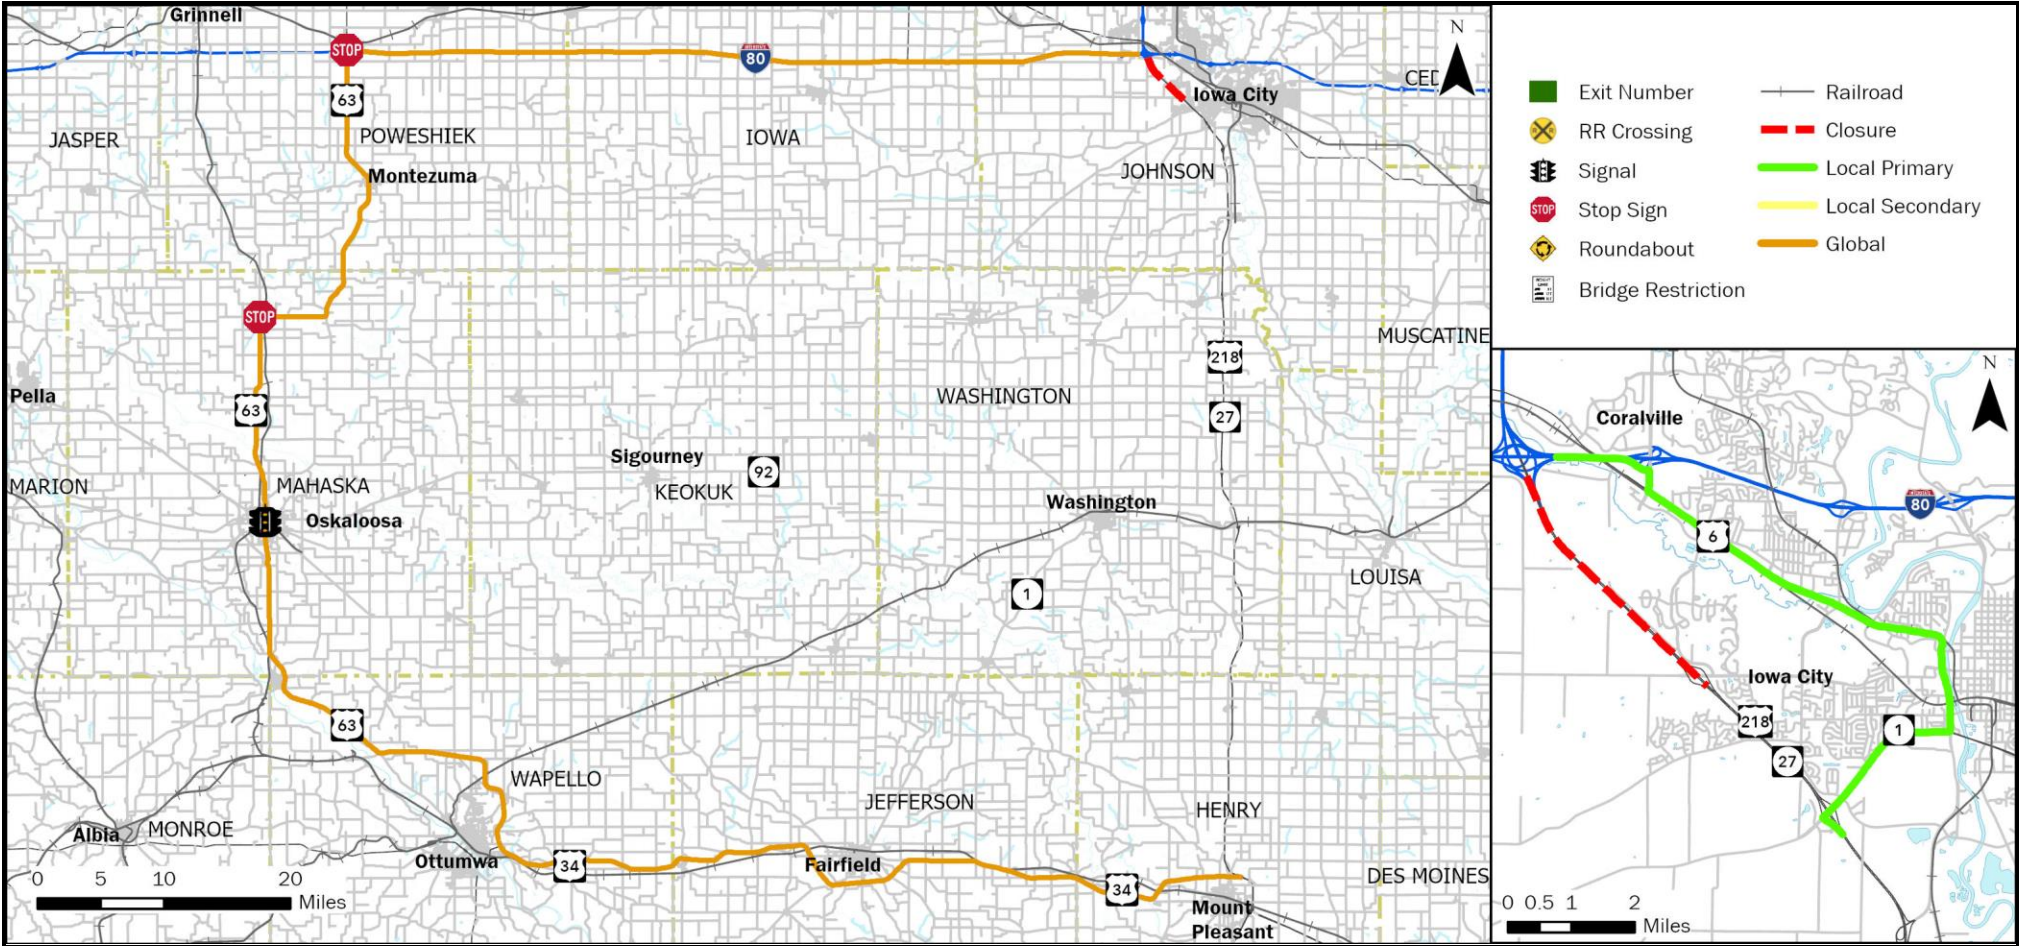 Grinnell
STOP
INTERSTATE
80
N
CED
63
Iowa City
JASPER
POWESHIEK
IOWA
Montezuma
JOHNSON
STOP
MUSCATINE
218
Pella
63
WASHINGTON
27
Sigourney
92
MARION
MAHASKA
KEOKUK
Washington
Oskaloosa
1
LOUISA
63
WAPELLO
JEFFERSON
HENRY
Albia
MONROE
Ottumwa
34
Fairfield
34
DES MOINES
0 5 10 20
Miles
Mount
Pleasant
Exit Number
RR Crossing
Signal
STOP Stop Sign
Roundabout
Bridge Restriction
Railroad
Closure
Local Primary
Local Secondary
Global
N
Coralville
INTERSTATE
80
6
Iowa City
218
1
27
0 0.5 1 2
Miles